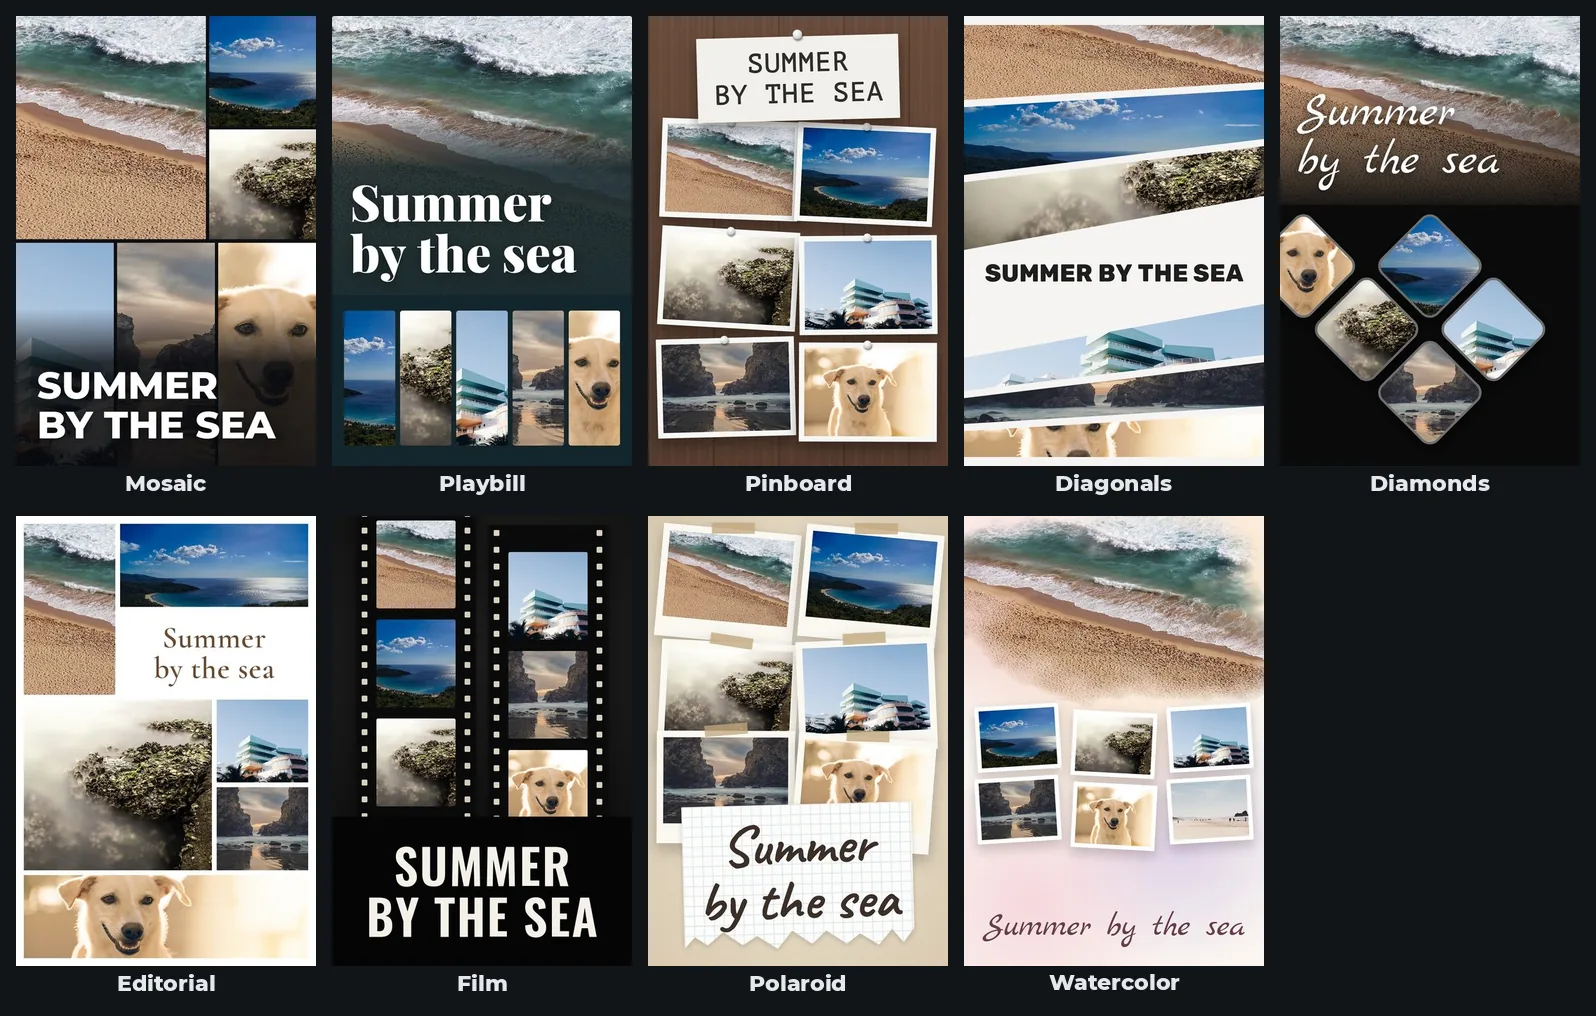 SUMMER
BY THE SEA
Mosaic
Summer
by the sea
Playbill
SUMMER
BY THE SEA
Pinboard
SUMMER BY THE SEA
Diagonals
Summer
by the sea
Diamonds
Summer
by the sea
Editorial
SUMMER
BY THE SEA
Film
Summer
by the sea
Polaroid
Summer by the sea
Watercolor